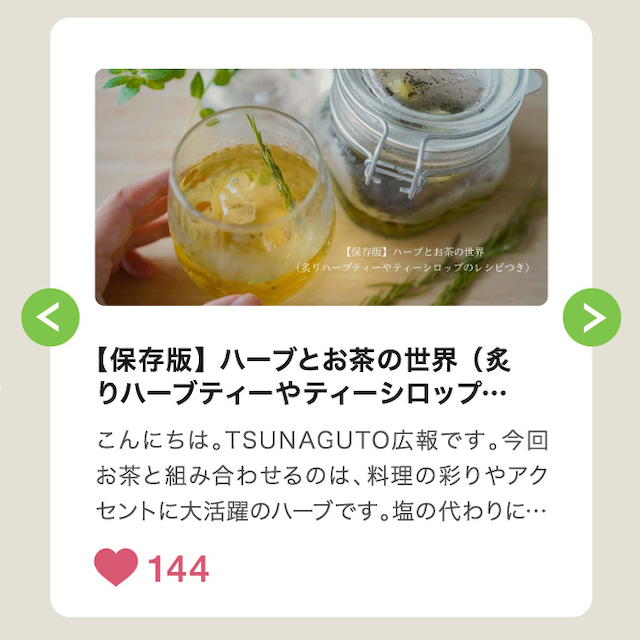 【保存版】ハーブとお茶の世界
（炙りハーブティーやティーシロップのレシピつき）
【保存版】ハーブとお茶の世界（炙
りハーブティーやティーシロップ…
こんにちは。TSUNAGUTO広報です。今回
お茶と組み合わせるのは、料理の彩りやアク
セントに大活躍のハーブです。塩の代わりに…
144